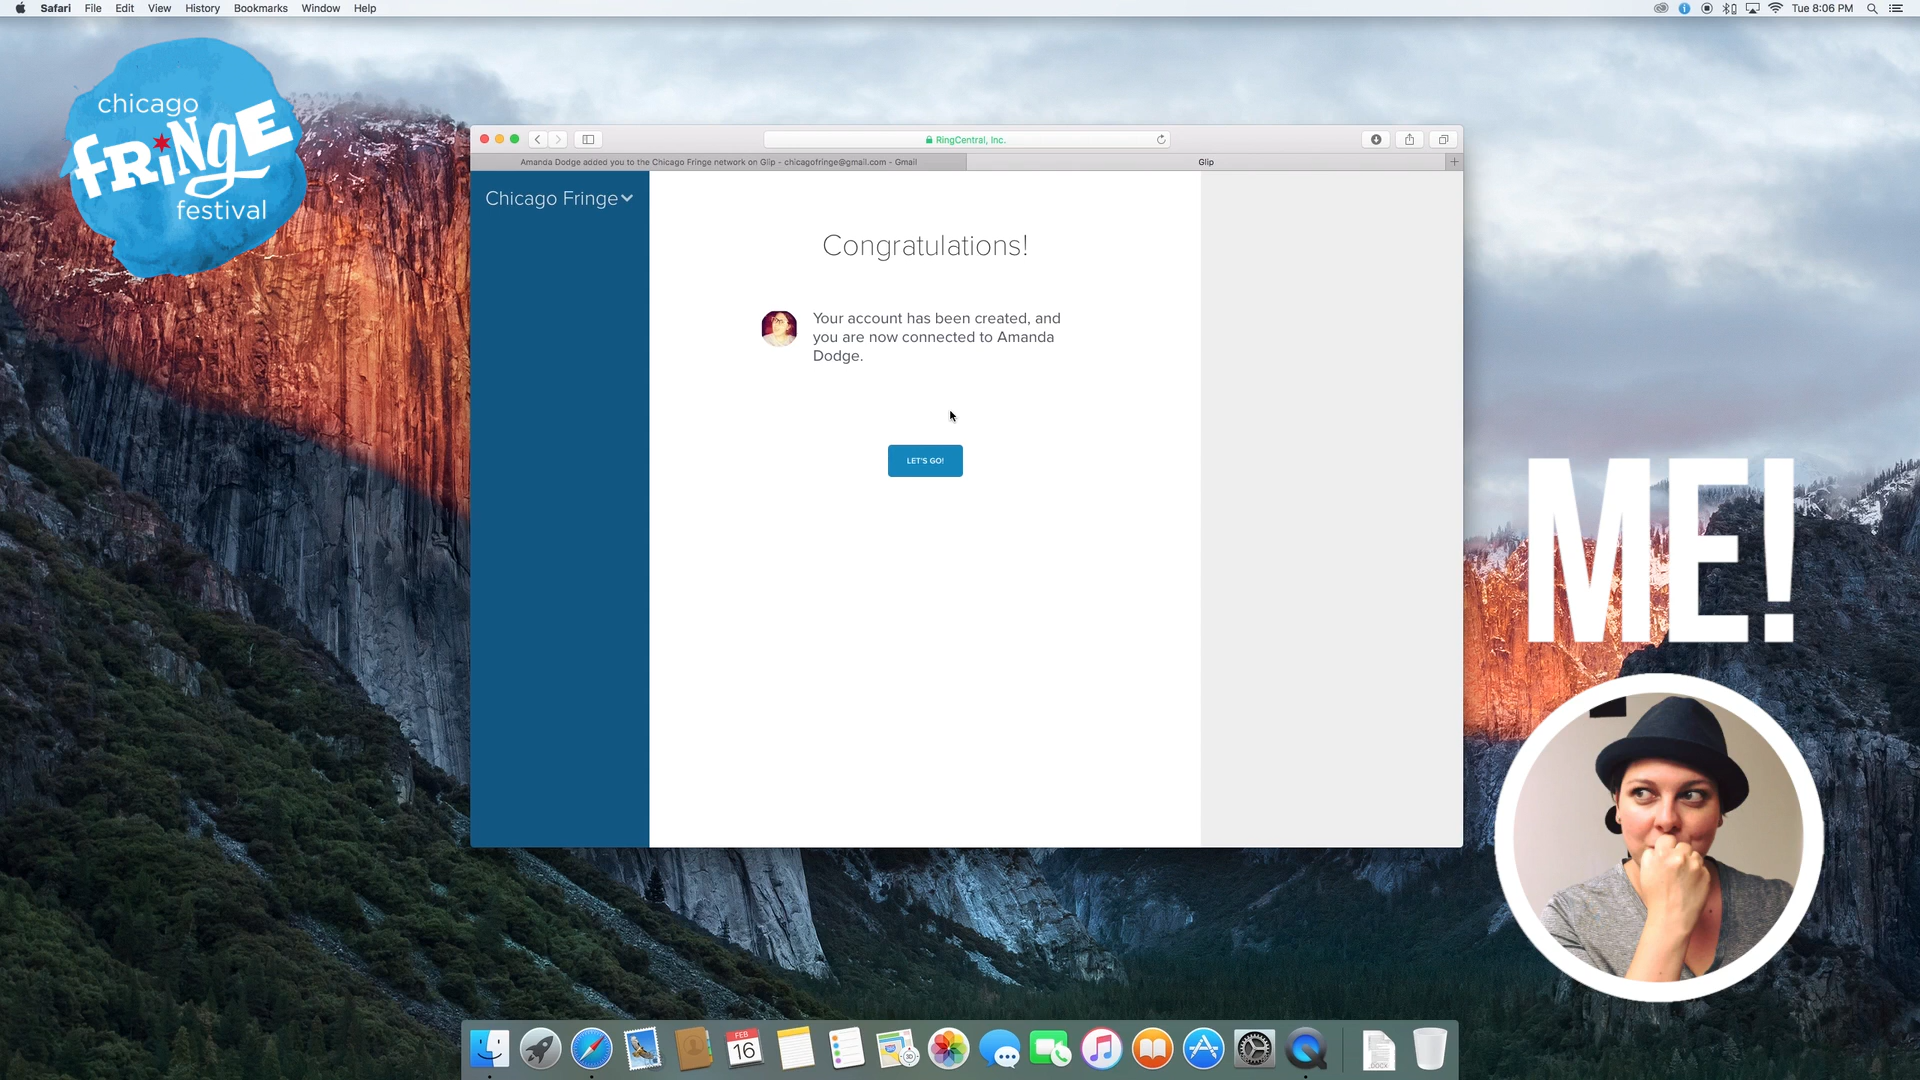 Safari File Edit View History Bookmarks Window Help
Tue 8:06 PM
chicago
fRiNgE
festival
RingCentral, Inc.
Amanda Dodge added you to the Chicago Fringe network on Glip - chicagofringe@gmail.com - Gmail
Glip
Chicago Fringe
Congratulations!
Your account has been created, and
you are now connected to Amanda
Dodge.
LET'S GO!
ME!
FEB
16
.DOCX